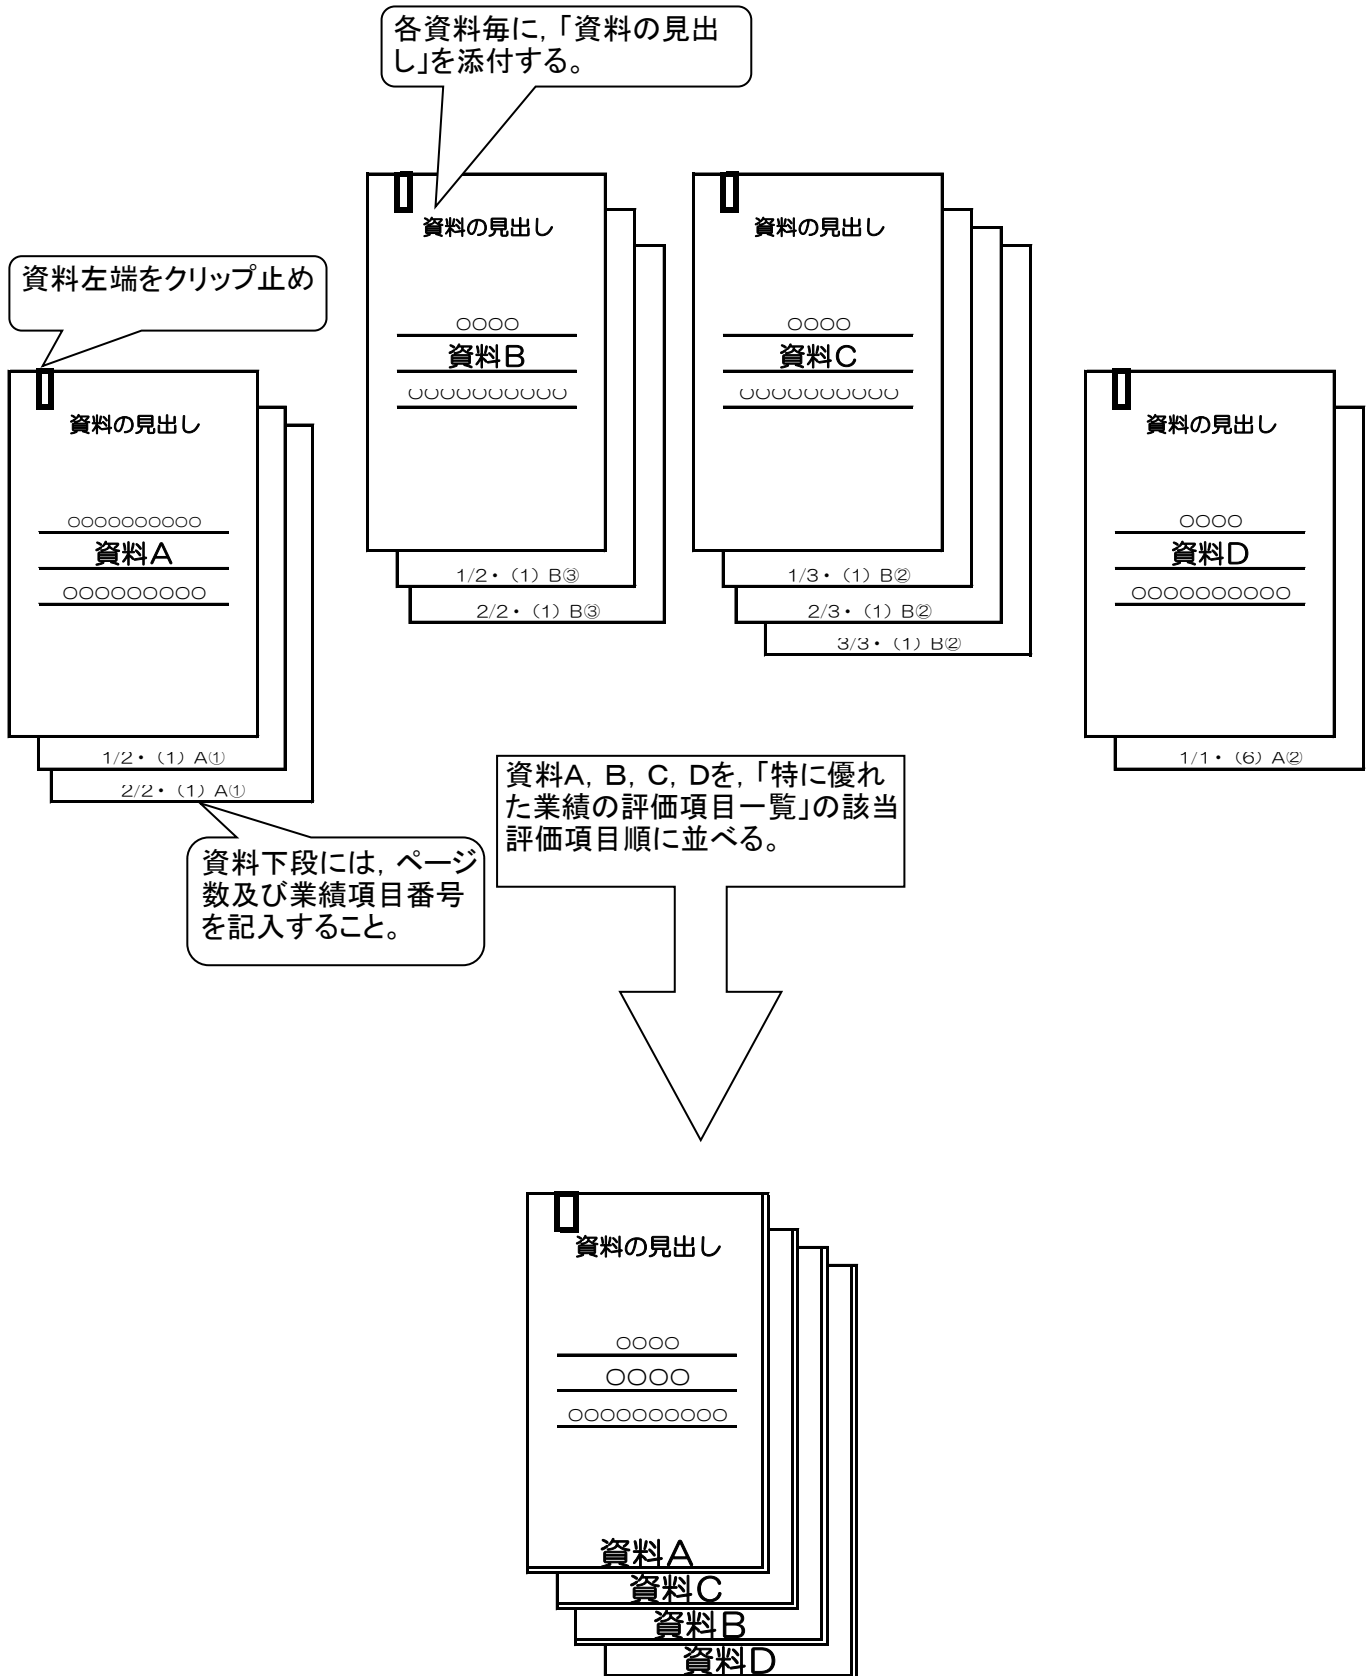 各資料毎に，「資料の見出
し」を添付する。
資料左端をクリップ止め
資料の見出し
○○○○○○○○○○
資料A
○○○○○○○○○
1/2・（1）A①
2/2・（1）A①
資料の見出し
○○○○
資料B
○○○○○○○○○○
1/2・（1）B③
2/2・（1）B③
資料の見出し
○○○○
資料C
○○○○○○○○○○
1/3・（1）B②
2/3・（1）B②
3/3・（1）B②
資料の見出し
○○○○
資料D
○○○○○○○○○○
1/1・（6）A②
資料下段には，ページ
数及び業績項目番号
を記入すること。
資料A，B，C，Dを，「特に優れ
た業績の評価項目一覧」の該当
評価項目順に並べる。
資料の見出し
○○○○
○○○○
○○○○○○○○○○
資料A
資料C
資料B
資料D